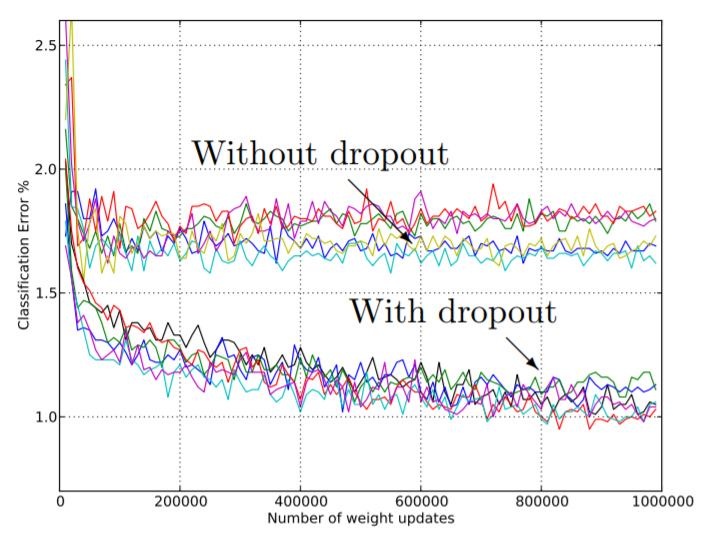 2.5
Without dropout
2.0
Classification Error %
1.5
With dropout
1.0
0 200000 400000 600000 800000 1000000
Number of weight updates